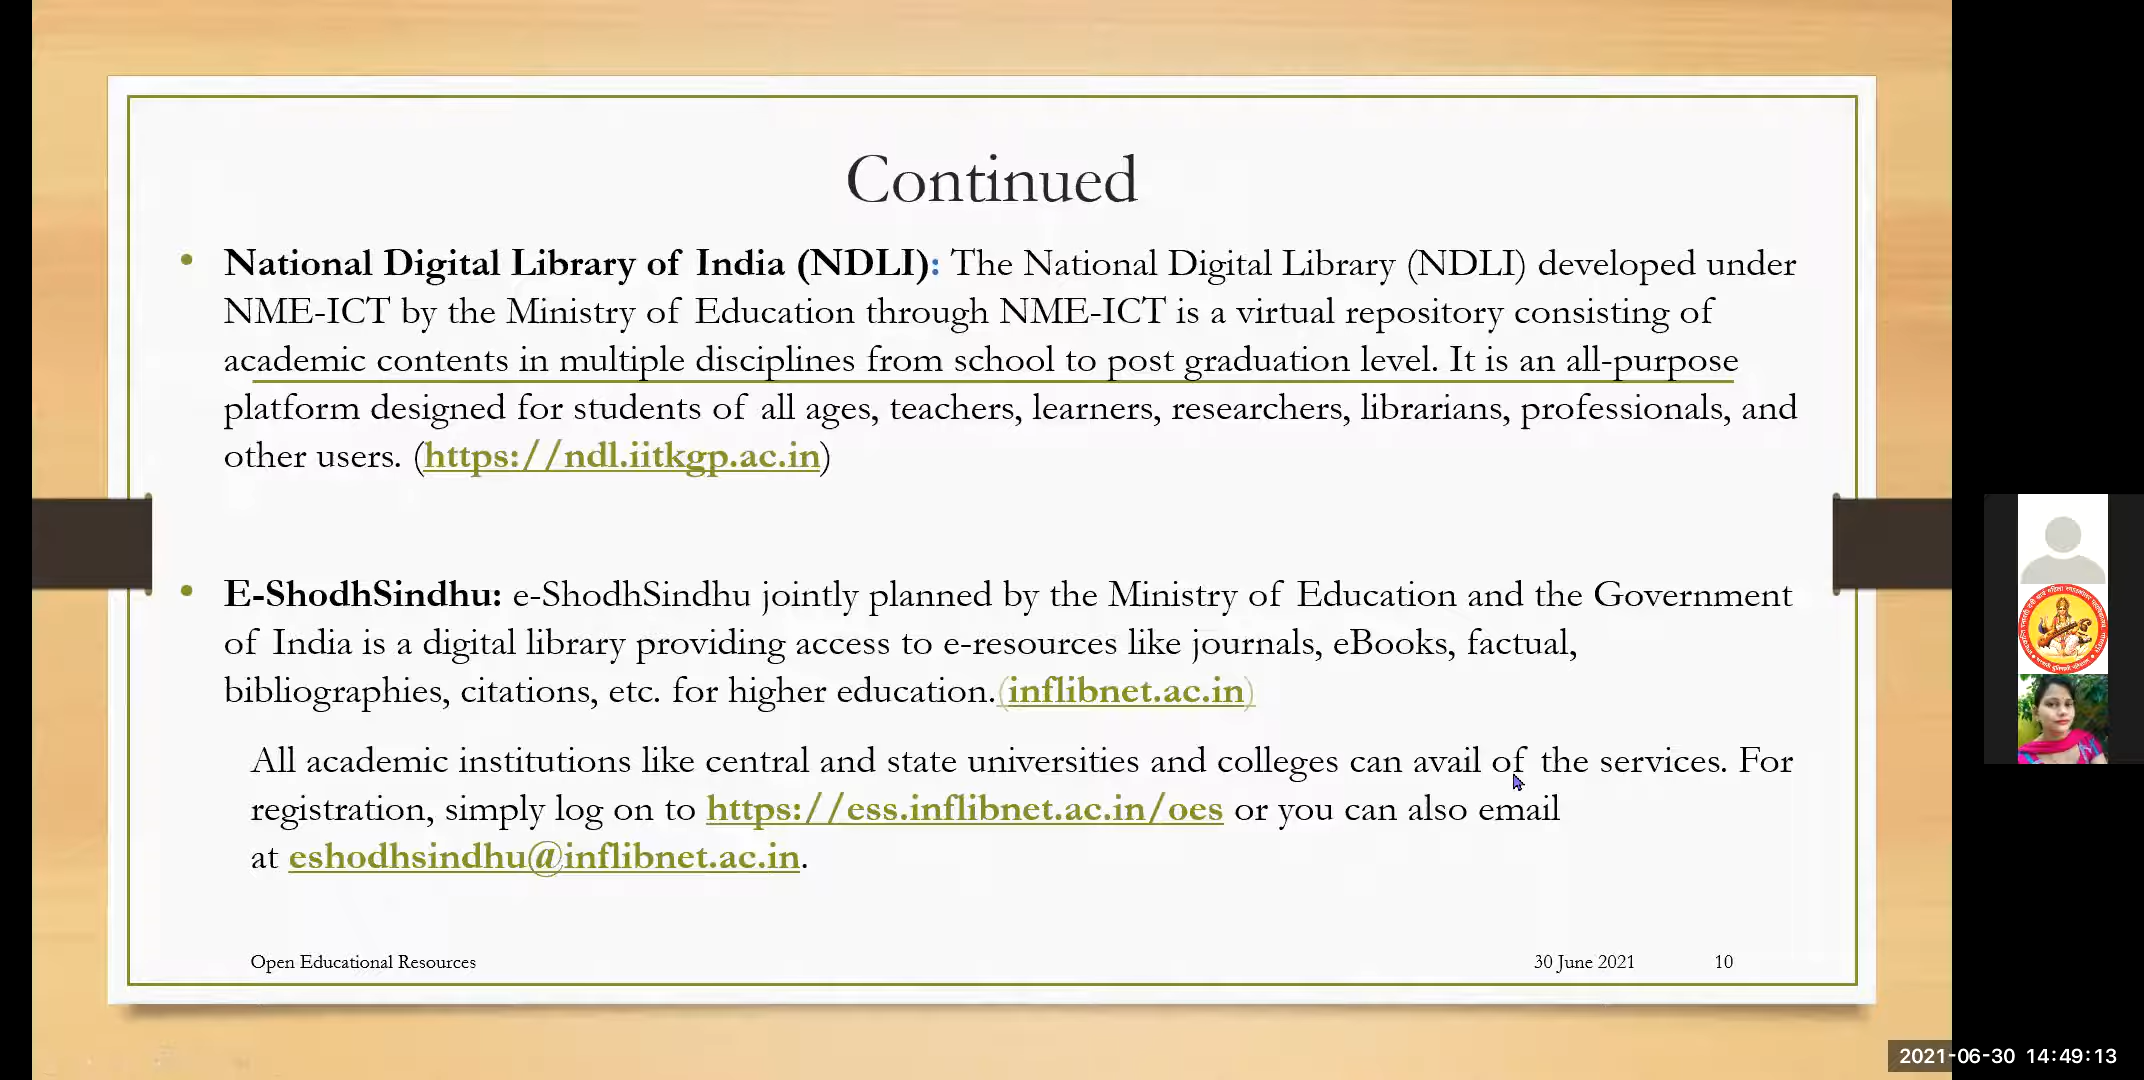 Continued
• National Digital Library of India (NDLI): The National Digital Library (NDLI) developed under
NME-ICT by the Ministry of Education through NME-ICT is a virtual repository consisting of
academic contents in multiple disciplines from school to post graduation level. It is an all-purpose
platform designed for students of all ages, teachers, learners, researchers, librarians, professionals, and
other users. (https://ndl.iitkgp.ac.in)
• E-ShodhSindhu: e-ShodhSindhu jointly planned by the Ministry of Education and the Government
of India is a digital library providing access to e-resources like journals, eBooks, factual,
bibliographies, citations, etc. for higher education.(inflibnet.ac.in)
All academic institutions like central and state universities and colleges can avail of the services. For
registration, simply log on to https://ess.inflibnet.ac.in/oes or you can also email
at eshodhsindhu@inflibnet.ac.in.
Open Educational Resources
30 June 2021
10
2021-06-30 14:49:13